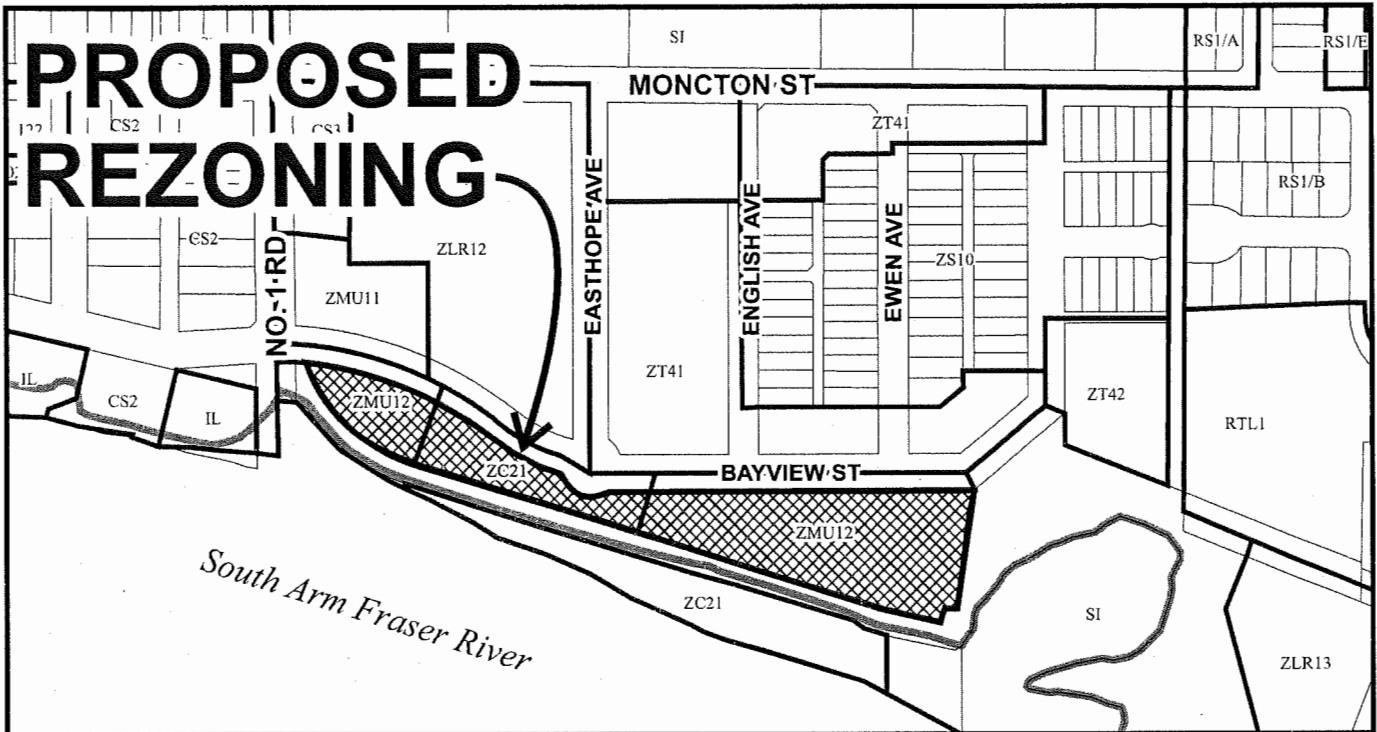 PROPOSED
REZONING
SI
RS1/A
RS1/E
MONCTON ST
CS2
CS3
ZT41
RS1/B
CS2
NO. 1 RD
ZLR12
EASTHOPE AVE
ENGLISH AVE
EWEN AVE
ZS10
ZMU11
ZT41
ZT42
IL
CS2
IL
ZMU12
RTL1
ZC21
BAYVIEW ST
ZMU12
South Arm Fraser River
ZC21
SI
ZLR13